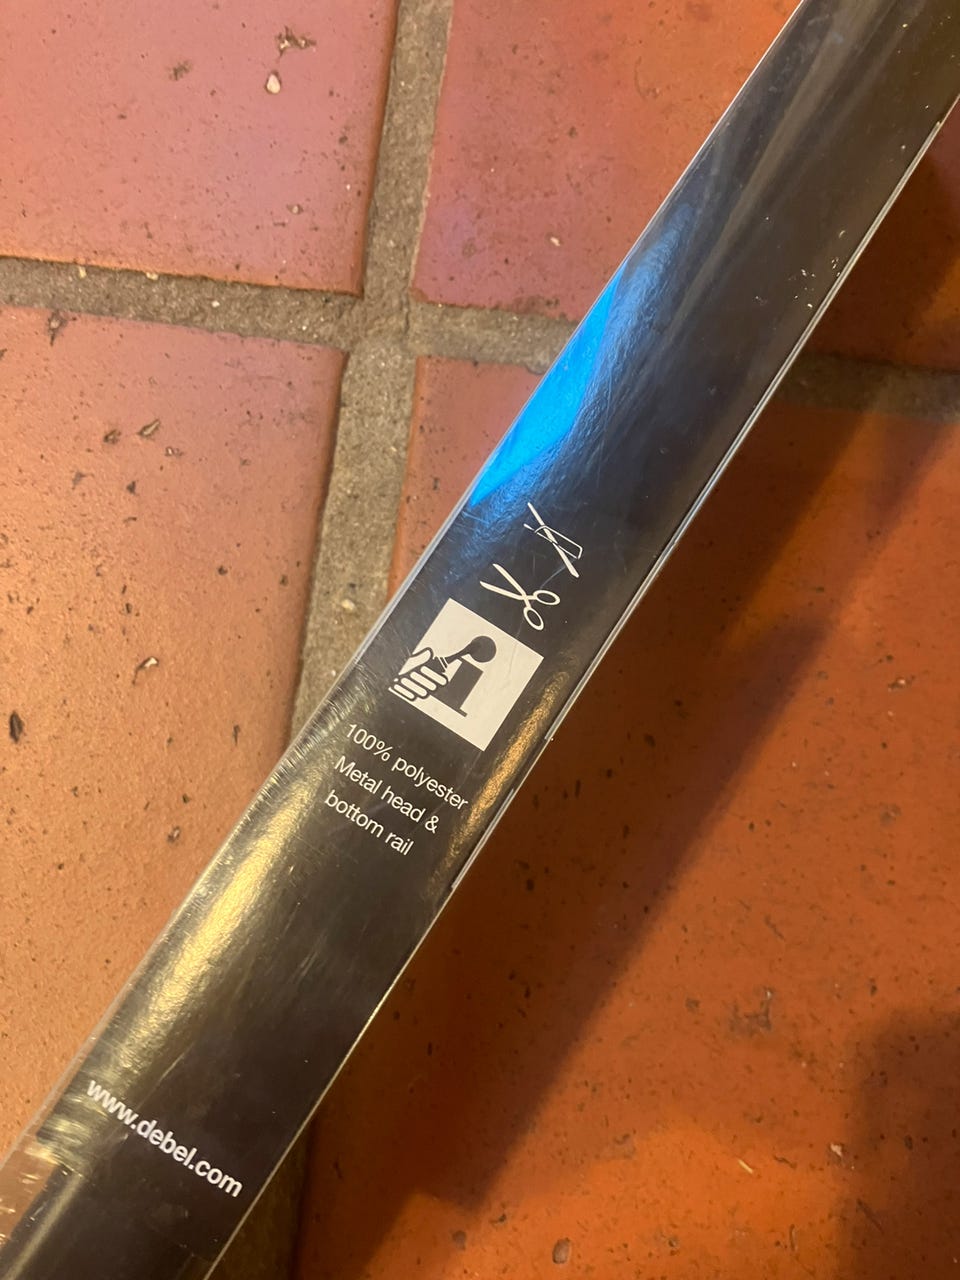 100% polyester
Metal head &
bottom rail
www.debel.com